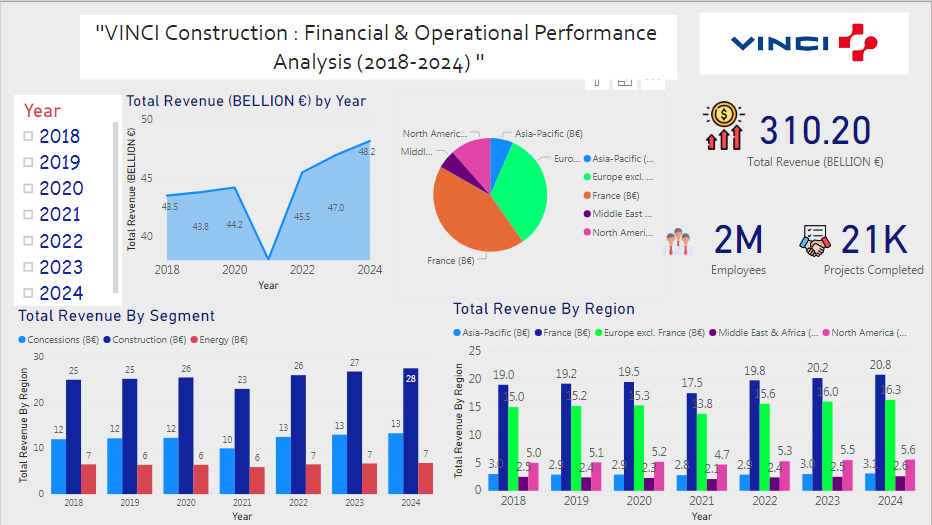 "VINCI Construction : Financial & Operational Performance
Analysis (2018-2024) "
VINCI
Year
2018
2019
2020
2021
2022
2023
2024
Total Revenue (BELLION €) by Year
Total Revenue (BELLION €)
50
45
40
43.5
43.8
44.2
45.5
47.0
48.2
2018
2020
2022
2024
Year
North Americ...
Asia-Pacific (B€)
Middl...
Euro...
France (B€)
Asia-Pacific (...
Europe excl. ...
France (B€)
Middle East ...
North Ameri...
310.20
Total Revenue (BELLION €)
2M
Employees
21K
Projects Completed
Total Revenue By Segment
Concessions (B€) Construction (B€) Energy (B€)
Total Revenue By Region
30
20
10
0
12 25 7
12 25 6
12 26 6
10 23 6
13 26 7
13 27 7
13 28 7
2018 2019 2020 2021 2022 2023 2024
Year
Total Revenue By Region
Asia-Pacific (B€) France (B€) Europe excl. France (B€) Middle East & Africa (... North America (...
Total Revenue By Region
25
20
15
10
5
0
3.0 19.0 15.0 2.5 5.0
2.9 19.2 15.2 2.4 5.1
2.9 19.5 15.3 2.3 5.2
2.8 17.5 13.8 2.1 4.7
2.9 19.8 15.6 2.4 5.3
3.0 20.2 16.0 2.5 5.5
3.1 20.8 16.3 2.6 5.6
2018 2019 2020 2021 2022 2023 2024
Year